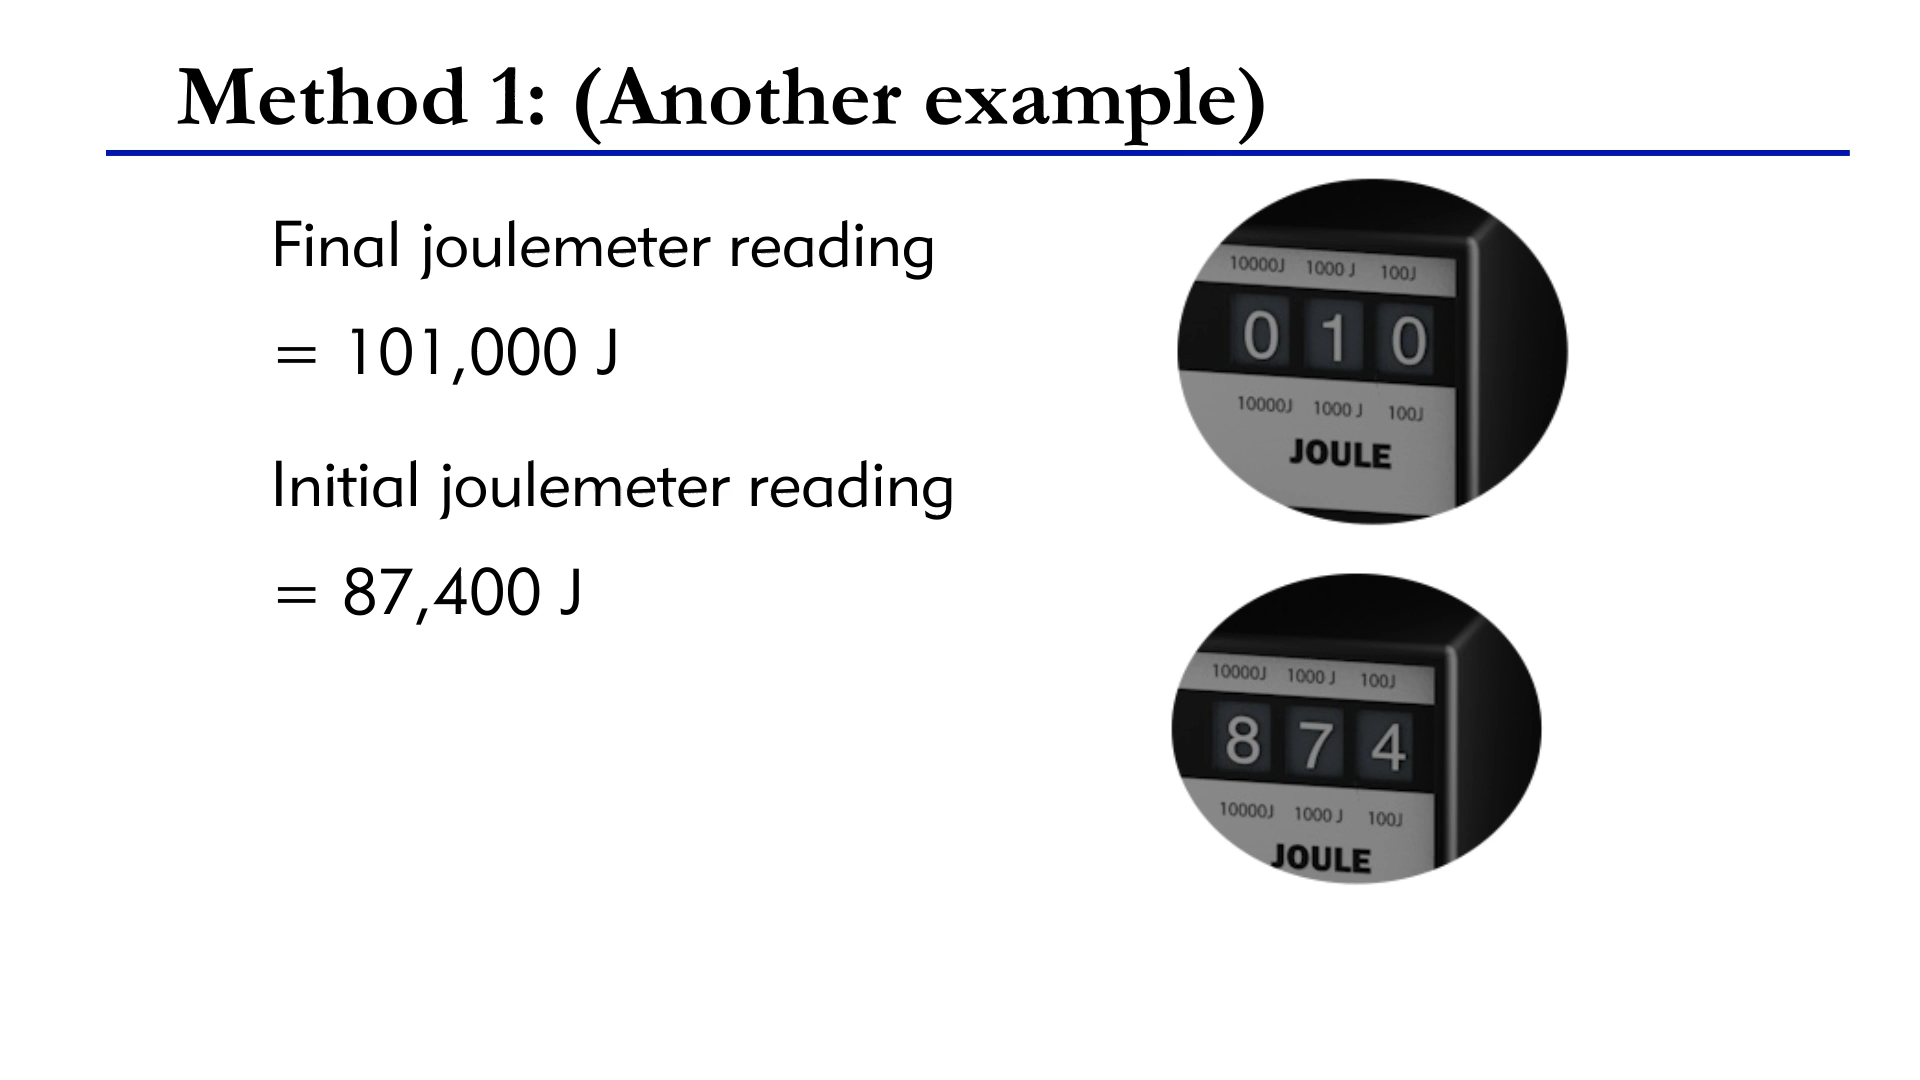 Method 1: (Another example)
Final joulemeter reading
= 101,000 J
Initial joulemeter reading
= 87,400 J
10000J 1000 J 100J
0 1 0
10000J 1000 J 100J
JOULE
10000J 1000 J 100J
8 7 4
10000J 1000 J 100J
JOULE